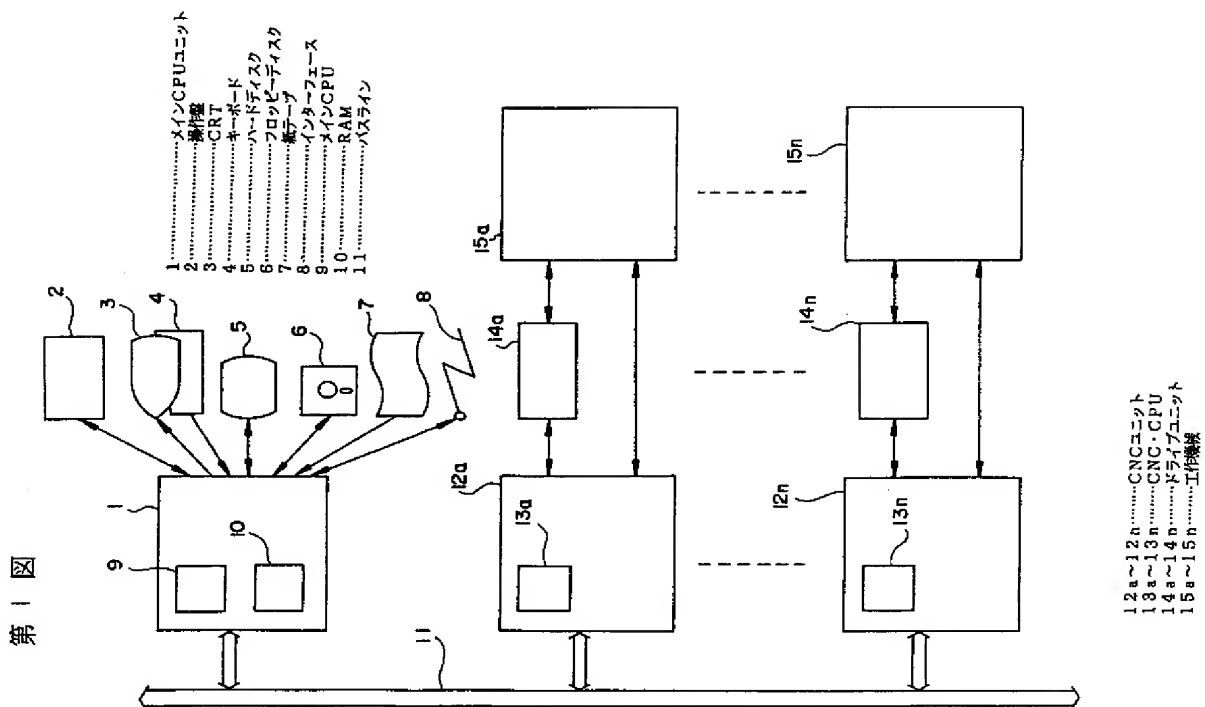 第1図
1………メインCPUユニット
2………操作盤
3………CRT
4………キーボード
5………ハードディスク
6………フロッピーディスク
7………紙テープ
8………インターフェース
9………メインCPU
10………RAM
11………バスライン
1
2
3
4
5
6
7
8
9
10
11
12a
13a
14a
15a
12n
13n
14n
15n
12a~12n………CNCユニット
13a~13n………CNC・CPU
14a~14n………ドライブユニット
15a~15n………工作機械